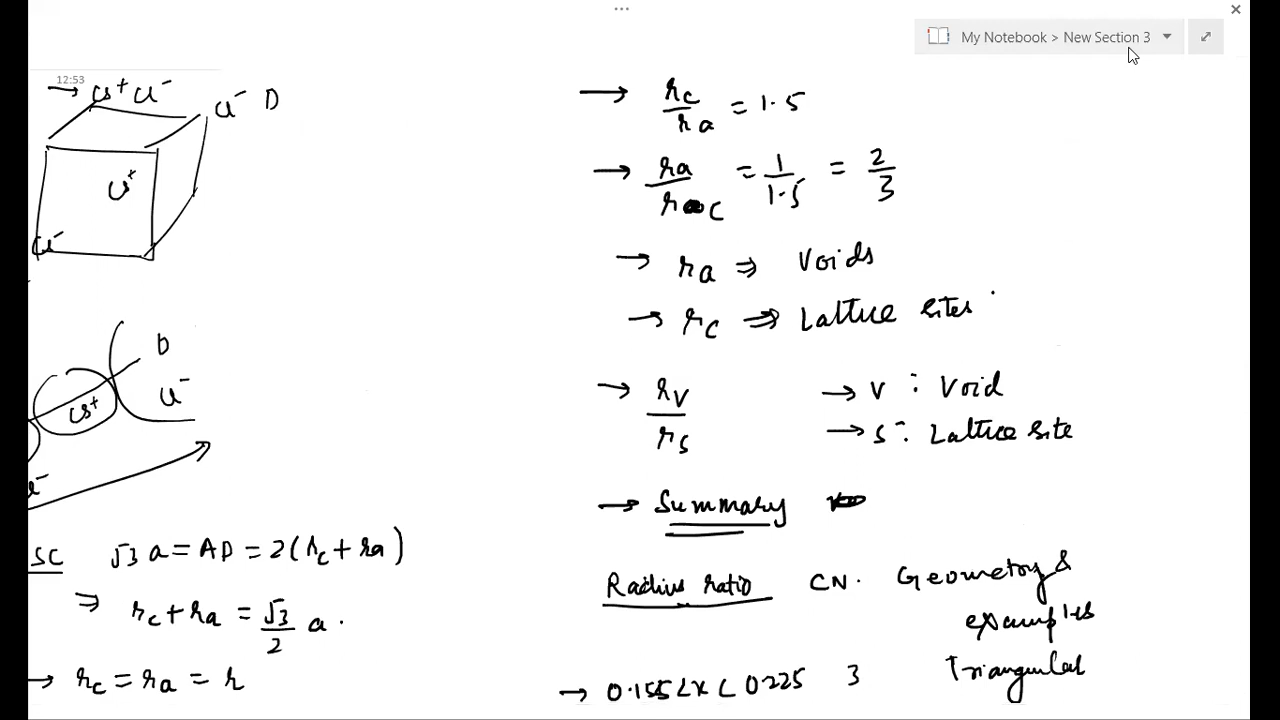 My Notebook > New Section 3
12:53
→ Cs⁺ Cl⁻
Cl⁻ D
Cs⁺
Cl⁻
D
Cl⁻
Cs⁺
Cl⁻
SC √3 a = AD = 2(rc + ra)
⇒ rc + ra = √3/2 a.
→ rc = ra = r
→ rc/ra = 1.5
→ ra/rc = 1/1.5 = 2/3
→ ra ⇒ Voids
→ rc ⇒ Lattice sites
→ rV/rS → V : Void
→ S : Lattice site
→ Summary
Radius ratio CN. Geometry &
examples
→ 0.155 < x < 0.225 3 Triangular